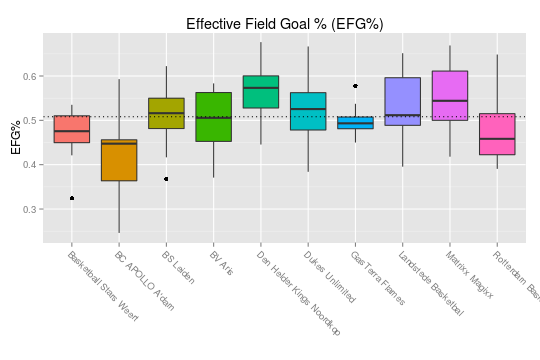 Effective Field Goal % (EFG%)
EFG%
0.6
0.5
0.4
0.3
Basketball Stars Weert
BC APOLLO A'dam
BS Leiden
BV Aris
Den Helder Kings Noordkop
Dukes Unlimited
GasTerra Flames
Landstede Basketbal
Matrixx Magixx
Rotterdam Bas